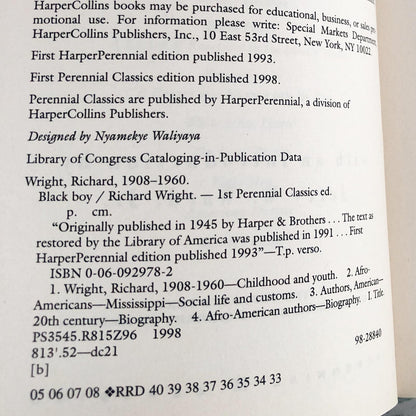 HarperCollins books may be purchased for educational, business, or sales pro-
motional use. For information please write: Special Markets Department,
HarperCollins Publishers, Inc., 10 East 53rd Street, New York, NY 10022.
First HarperPerennial edition published 1993.
First Perennial Classics edition published 1998.
Perennial Classics are published by HarperPerennial, a division of
HarperCollins Publishers.
Designed by Nyamekye Waliyaya
Library of Congress Cataloging-in-Publication Data
Wright, Richard, 1908–1960.
Black boy / Richard Wright. — 1st Perennial Classics ed.
p. cm.
“Originally published in 1945 by Harper & Brothers . . . The text as
restored by the Library of America was published in 1991 . . . First
HarperPerennial edition published 1993”—T.p. verso.
ISBN 0-06-092978-2
1. Wright, Richard, 1908-1960—Childhood and youth. 2. Afro-
Americans—Mississippi—Social life and customs. 3. Authors, American—
20th century—Biography. 4. Afro-American authors—Biography. I. Title.
PS3545.R815Z96 1998
813'.52—dc21 98-28840
[b]
05 06 07 08 ❖RRD 40 39 38 37 36 35 34 33